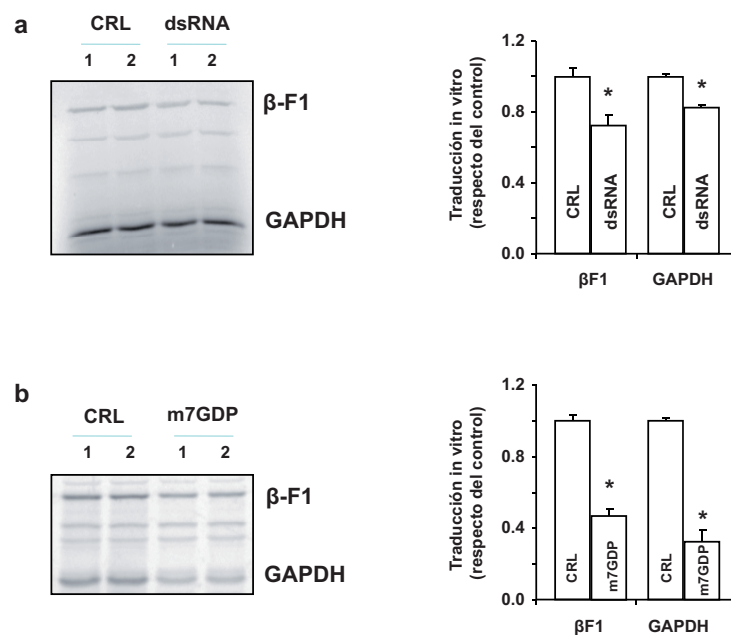 a
CRL dsRNA
1 2 1 2
β-F1
GAPDH
Traducción in vitro
(respecto del control)
1.2
0.8
0.4
0.0
CRL
dsRNA
CRL
dsRNA
*
*
βF1 GAPDH
b
CRL m7GDP
1 2 1 2
β-F1
GAPDH
Traducción in vitro
(respecto del control)
1.2
0.8
0.4
0.0
CRL
m7GDP
CRL
m7GDP
*
*
βF1 GAPDH